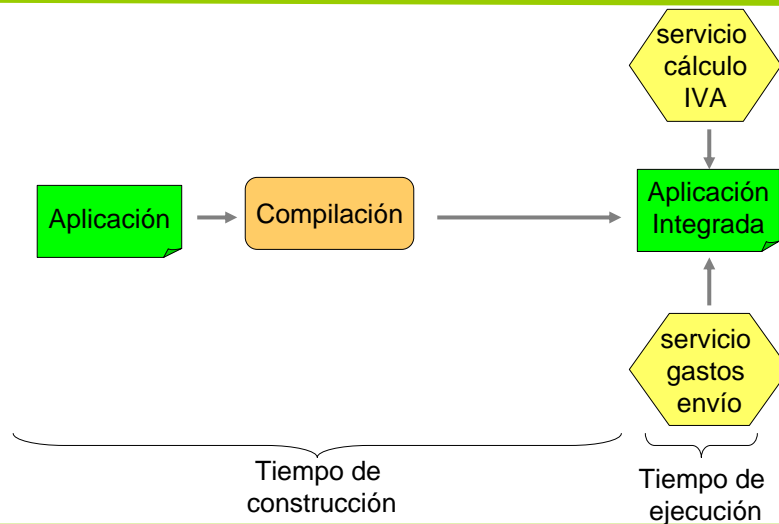 servicio
cálculo
IVA
Aplicación
Compilación
Aplicación
Integrada
servicio
gastos
envío
Tiempo de
construcción
Tiempo de
ejecución